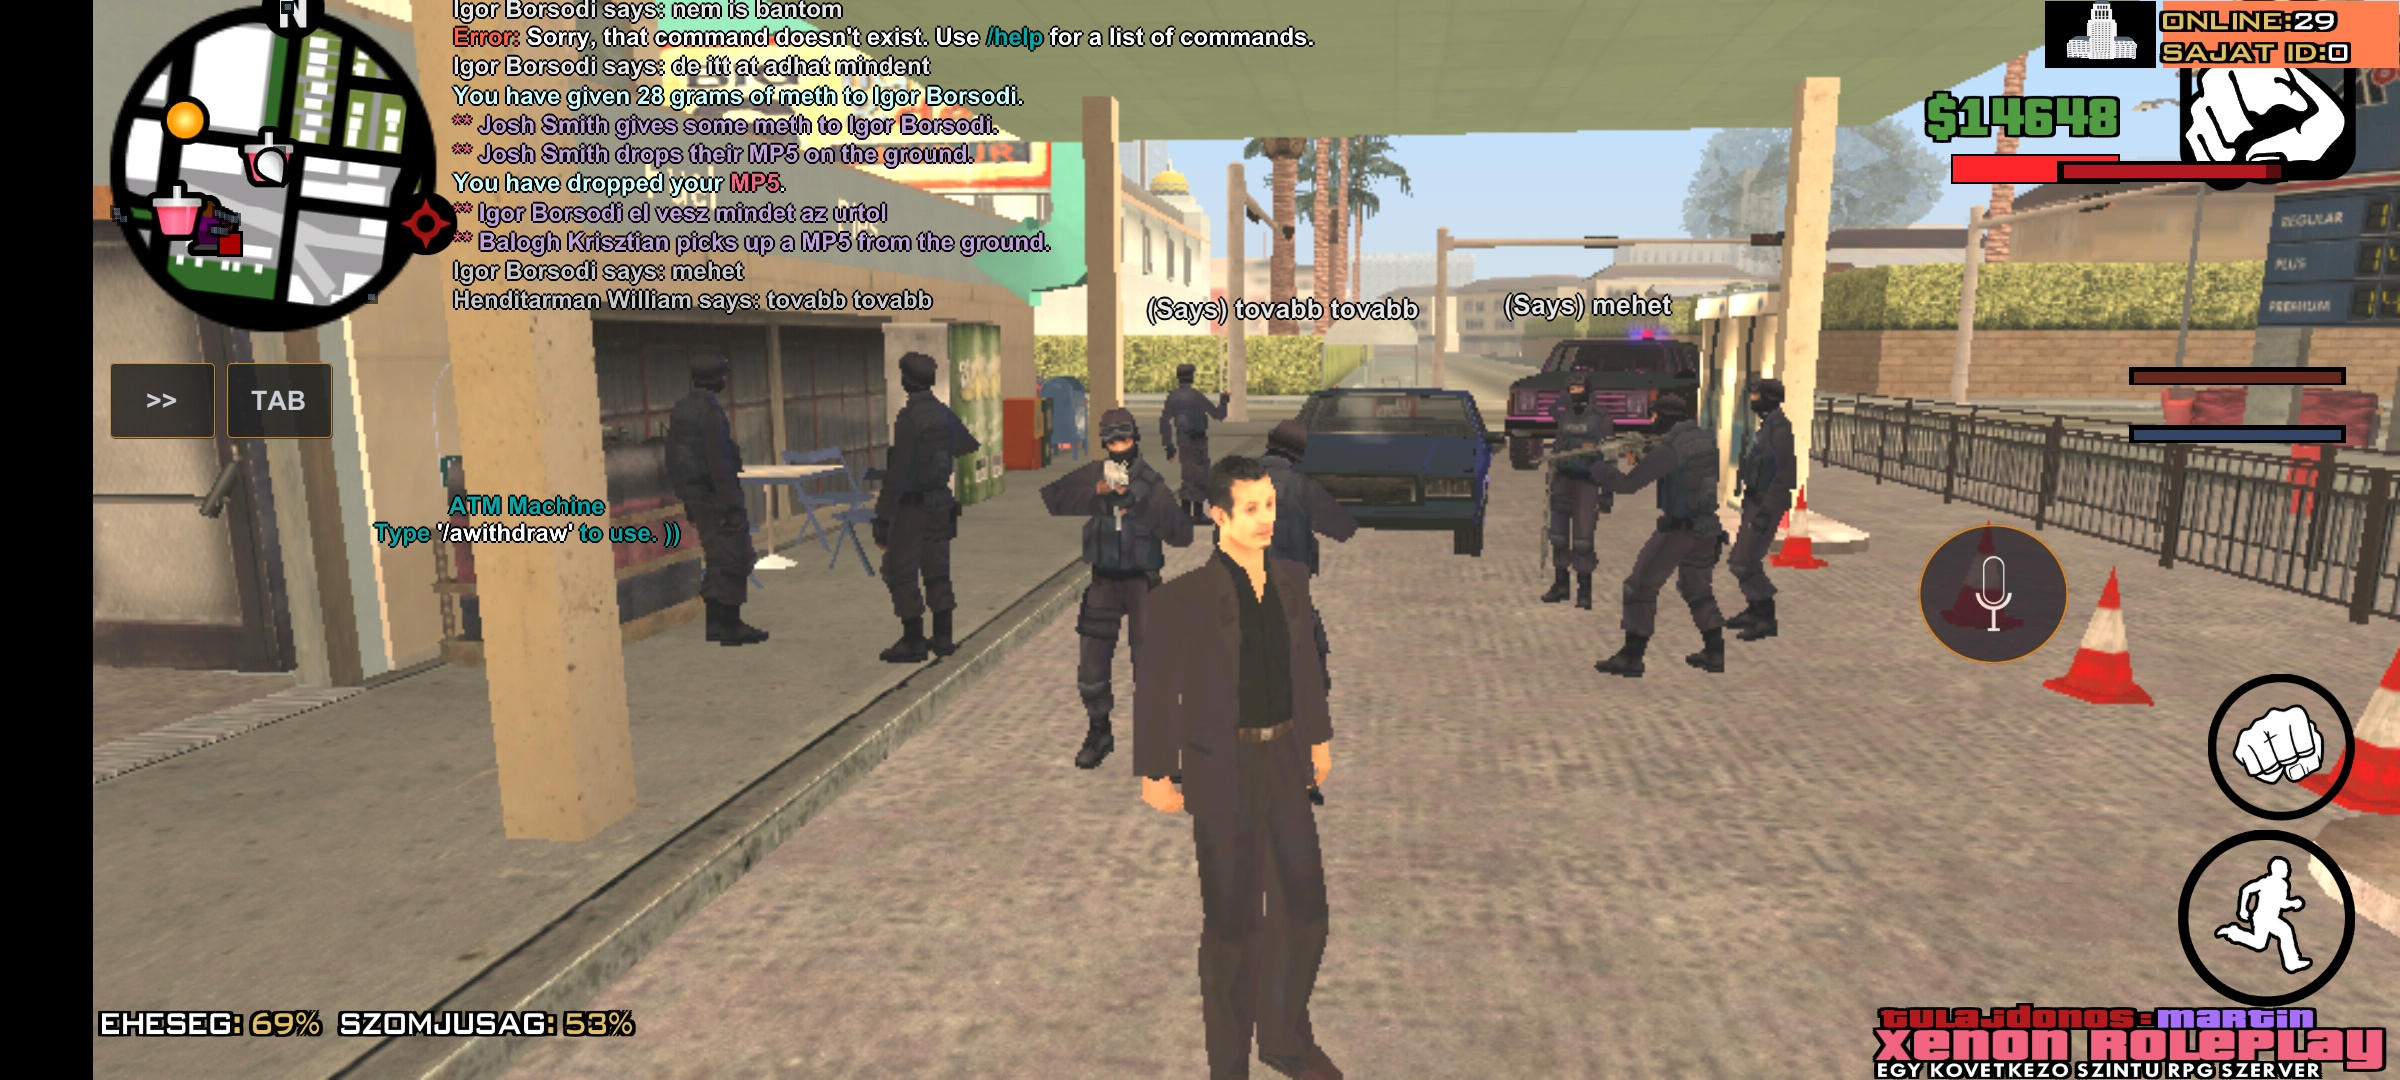 N
Igor Borsodi says: nem is bantom
Error: Sorry, that command doesn't exist. Use /help for a list of commands.
Igor Borsodi says: de itt at adhat mindent
You have given 28 grams of meth to Igor Borsodi.
** Josh Smith gives some meth to Igor Borsodi.
** Josh Smith drops their MP5 on the ground.
You have dropped your MP5.
** Igor Borsodi el vesz mindet az urtol
** Balogh Krisztian picks up a MP5 from the ground.
Igor Borsodi says: mehet
Henditarman William says: tovabb tovabb
ONLINE:29
SAJAT ID:0
$14648
REGULAR
PLUS
PREMIUM
(Says) tovabb tovabb
(Says) mehet
>>
TAB
ATM Machine
Type '/awithdraw' to use. ))
EHESEG: 69% SZOMJUSAG: 53%
TULAJDONOS: MARTIN
XENON ROLEPLAY
EGY KOVETKEZO SZINTU RPG SZERVER